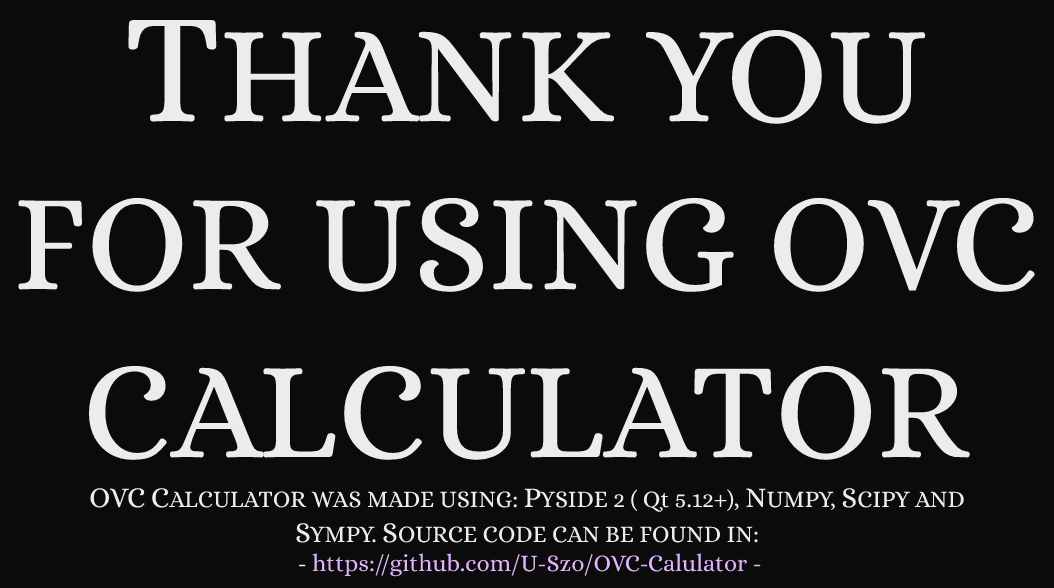 Thank you
for using OVC
Calculator
OVC Calculator was made using: Pyside 2 ( Qt 5.12+), Numpy, Scipy and
Sympy. Source code can be found in:
- https://github.com/U-Szo/OVC-Calulator -